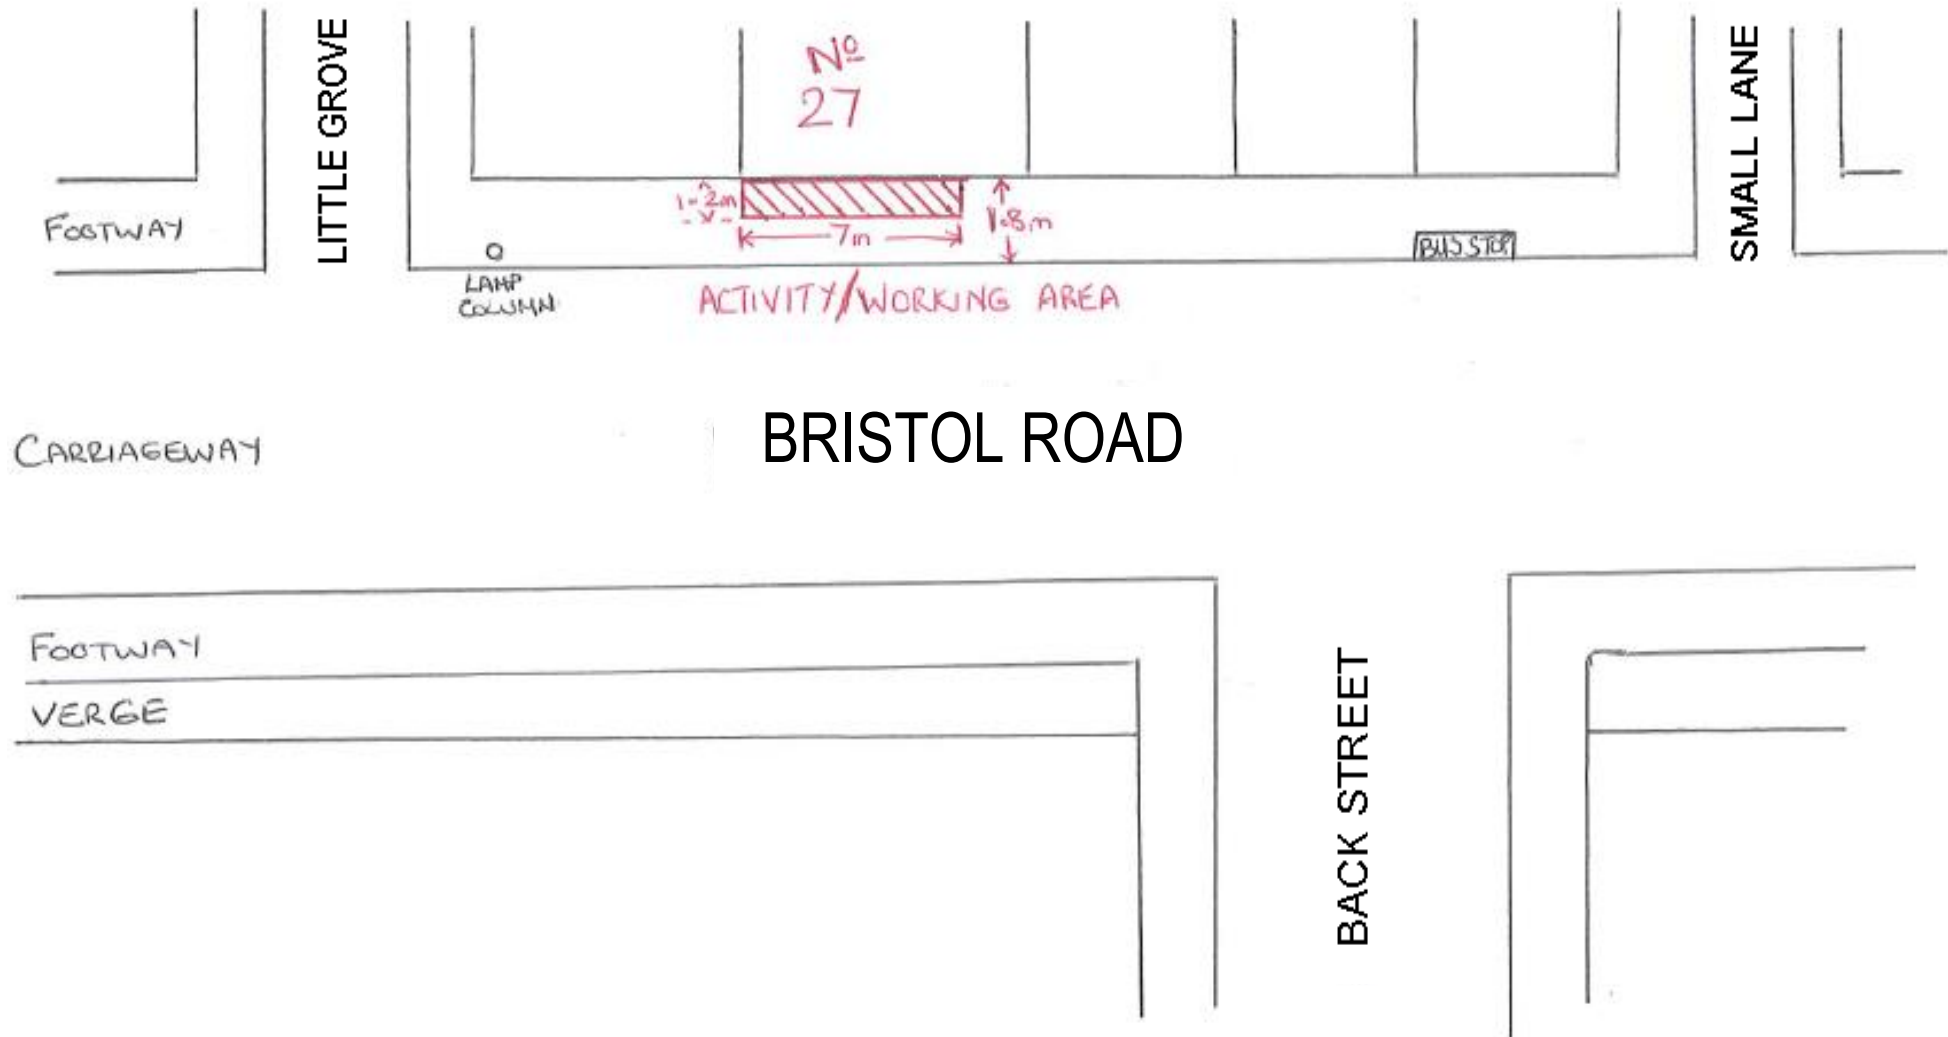 LITTLE GROVE
Nº
27
SMALL LANE
FOOTWAY
1.2m
7m
1.8m
BUS STOP
LAMP
COLUMN
ACTIVITY/WORKING AREA
BRISTOL ROAD
CARRIAGEWAY
FOOTWAY
VERGE
BACK STREET